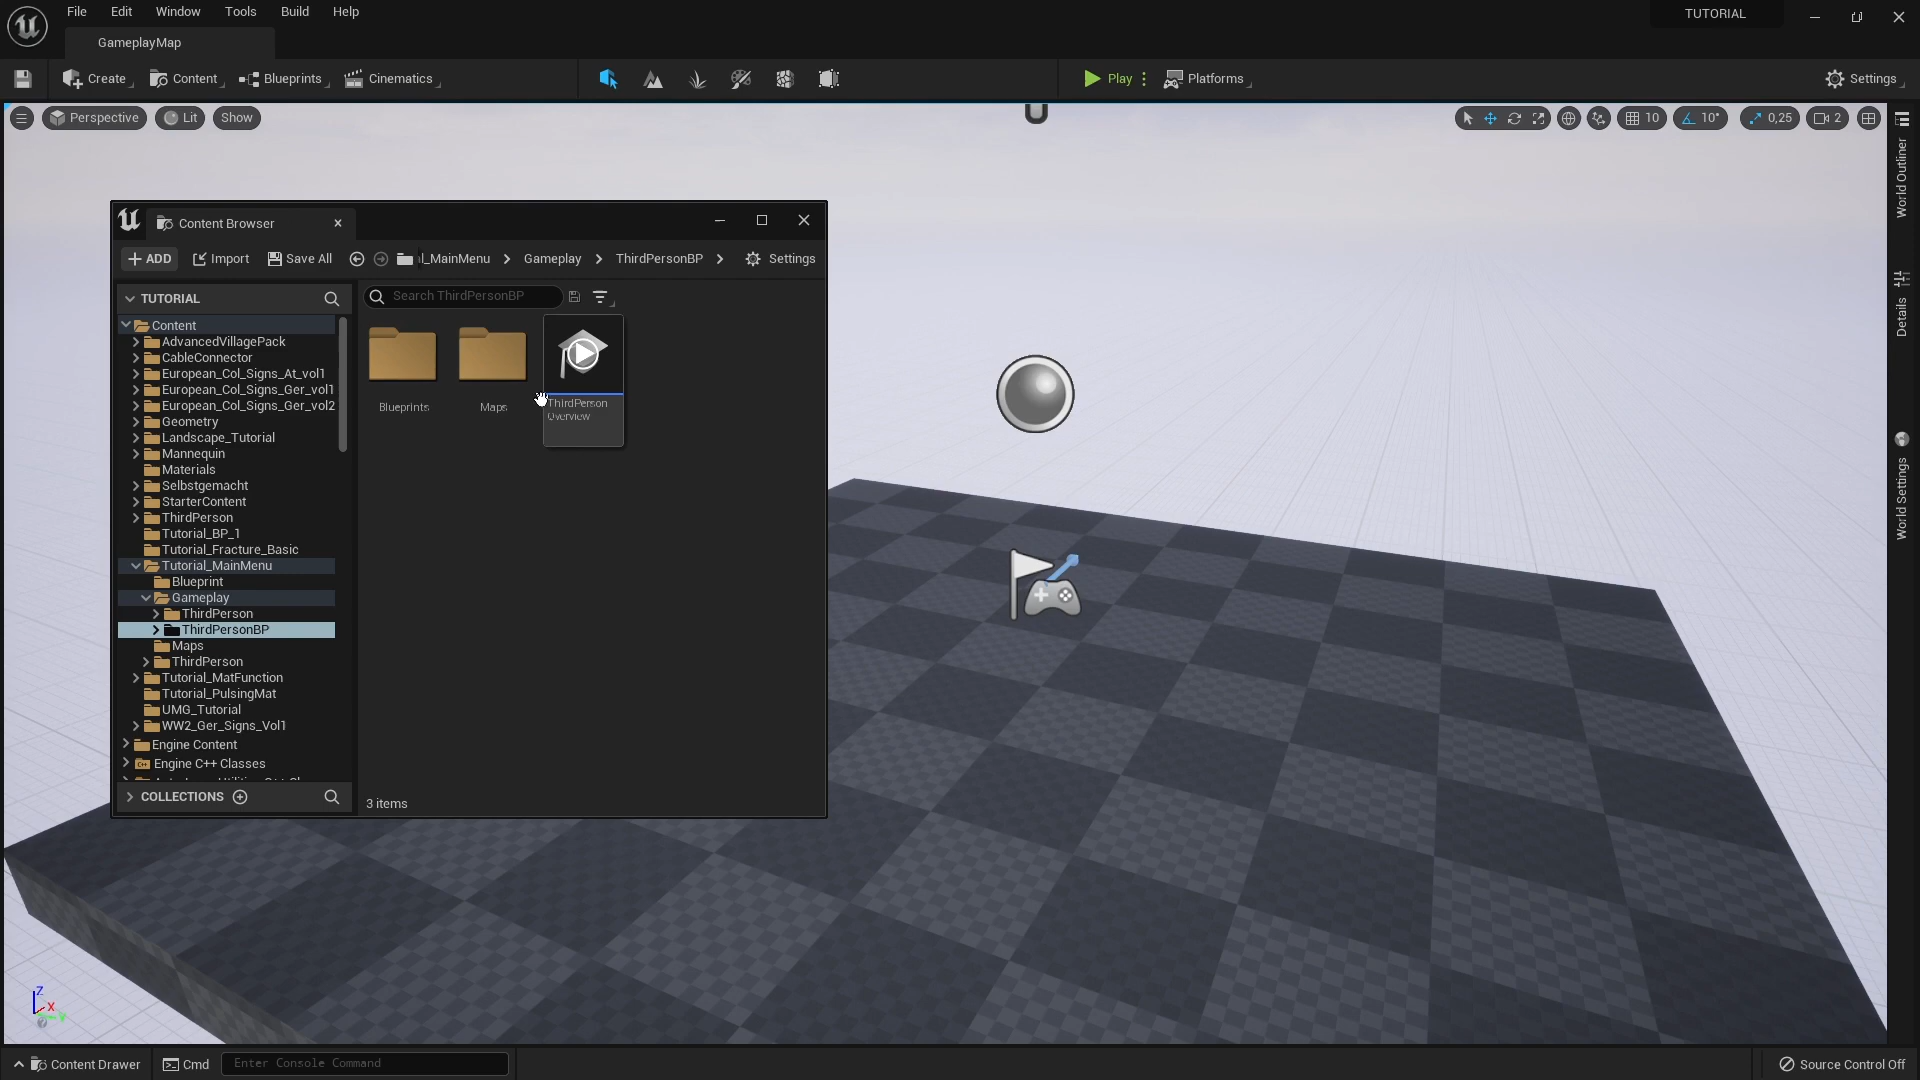 File Edit Window Tools Build Help
TUTORIAL
GameplayMap
Create Content Blueprints Cinematics
Play Platforms
Settings
Perspective Lit Show
10 10° 0,25 2
World Outliner
Details
World Settings
Content Browser
ADD Import Save All l_MainMenu Gameplay ThirdPersonBP Settings
TUTORIAL
Search ThirdPersonBP
Content
AdvancedVillagePack
CableConnector
European_Col_Signs_At_vol1
European_Col_Signs_Ger_vol1
European_Col_Signs_Ger_vol2
Geometry
Landscape_Tutorial
Mannequin
Materials
Selbstgemacht
StarterContent
ThirdPerson
Tutorial_BP_1
Tutorial_Fracture_Basic
Tutorial_MainMenu
Blueprint
Gameplay
ThirdPerson
ThirdPersonBP
Maps
ThirdPerson
Tutorial_MatFunction
Tutorial_PulsingMat
UMG_Tutorial
WW2_Ger_Signs_Vol1
Engine Content
Engine C++ Classes
COLLECTIONS
Blueprints
Maps
ThirdPerson
Overview
3 items
Z
X
Y
Content Drawer Cmd Enter Console Command
Source Control Off